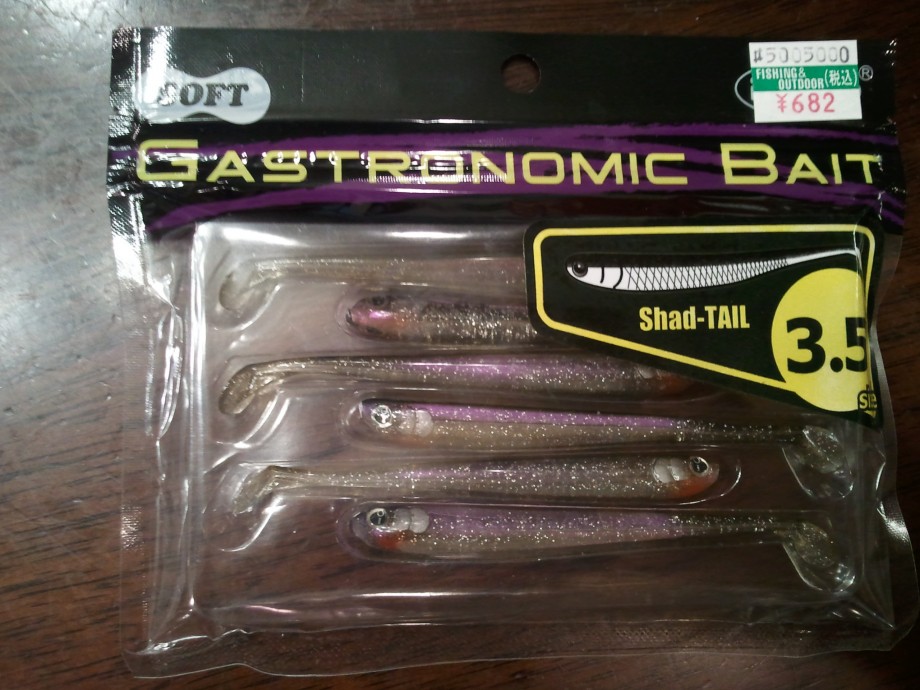 SOFT
#5005000
FISHING&
OUTDOOR(税込)
¥682
®
GASTRONOMIC BAIT
Shad-TAIL
3.5